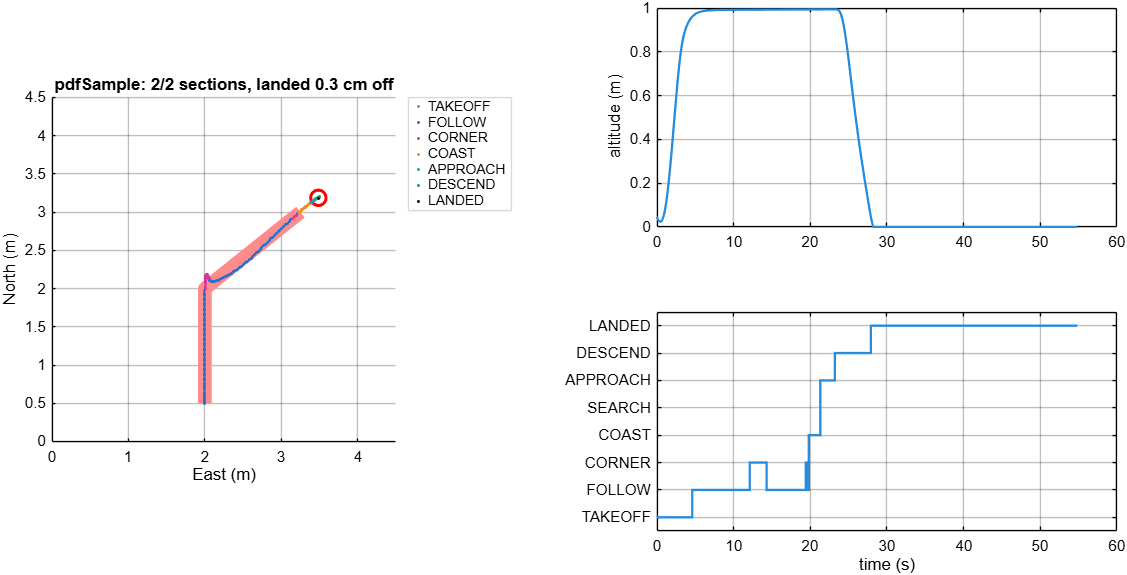 pdfSample: 2/2 sections, landed 0.3 cm off
4.5
4
3.5
3
2.5
2
1.5
1
0.5
0
0
1
2
3
4
East (m)
North (m)
TAKEOFF
FOLLOW
CORNER
COAST
APPROACH
DESCEND
LANDED
1
0.8
0.6
0.4
0.2
0
altitude (m)
0
10
20
30
40
50
60
LANDED
DESCEND
APPROACH
SEARCH
COAST
CORNER
FOLLOW
TAKEOFF
0
10
20
30
40
50
60
time (s)